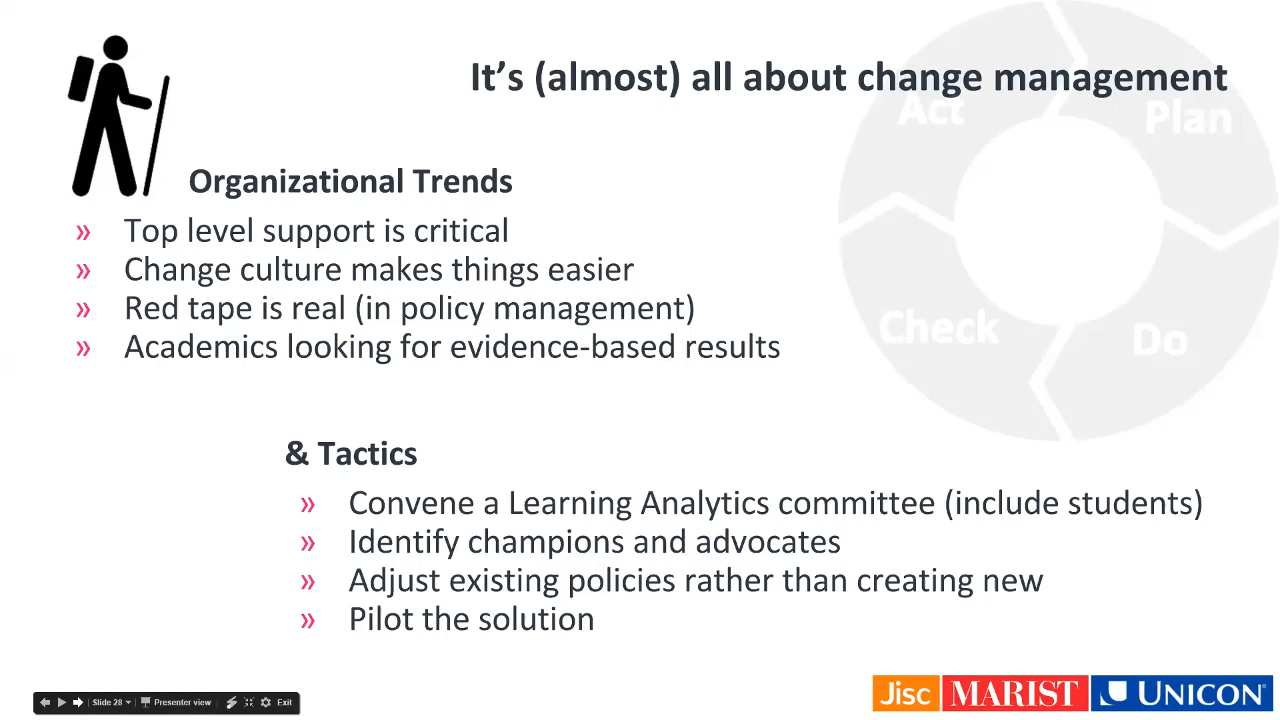 It’s (almost) all about change management
Act
Plan
Check
Do
Organizational Trends
» Top level support is critical
» Change culture makes things easier
» Red tape is real (in policy management)
» Academics looking for evidence-based results
& Tactics
» Convene a Learning Analytics committee (include students)
» Identify champions and advocates
» Adjust existing policies rather than creating new
» Pilot the solution
Slide 28 Presenter view Exit
Jisc MARIST UNICON®